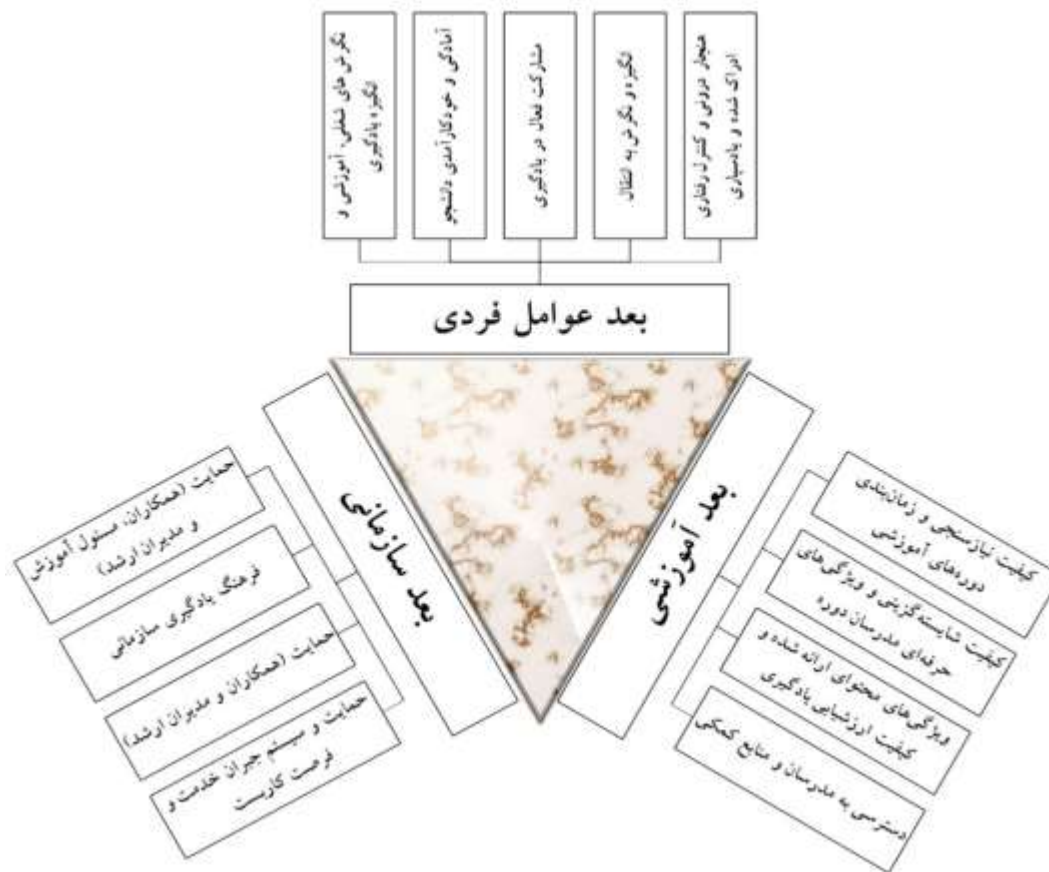 هنجار درونی و کنترل رفتاری
ادراک شده و یادسپاری
انگیزه و نگرش به انتقال
مشارکت فعال در یادگیری
آمادگی و خودکارآمدی دانشجو
نگرش های شغلی، آموزشی و
انگیزه یادگیری
بعد عوامل فردی
بعد آموزشی
کیفیت نیازسنجی و زمان‌بندی
دوره‌های آموزشی
کیفیت شایسته‌گزینی و ویژگی‌های
حرفه‌ای مدرسان دوره
ویژگی‌های محتوای ارائه شده و
کیفیت ارزشیابی یادگیری
دسترسی به مدرسان و منابع کمکی
بعد سازمانی
حمایت (همکاران، مسئول آموزش
و مدیران ارشد)
فرهنگ یادگیری سازمانی
حمایت (همکاران و مدیران ارشد)
حمایت و سیستم جبران خدمت و
فرصت کاربست